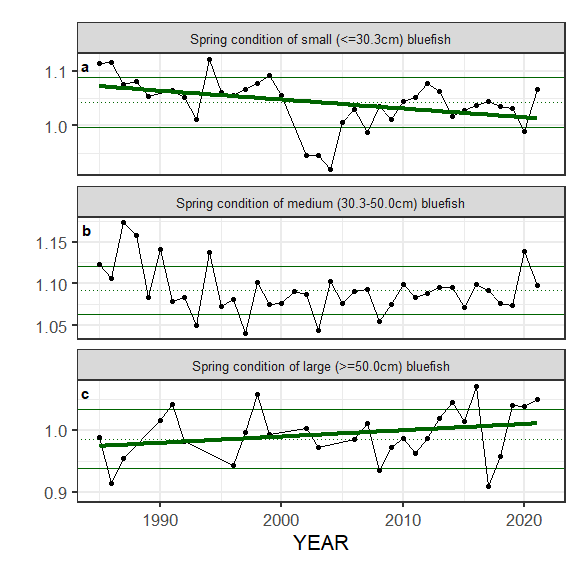 Spring condition of small (<=30.3cm) bluefish
a
1.1
1.0
Spring condition of medium (30.3-50.0cm) bluefish
b
1.15
1.10
1.05
Spring condition of large (>=50.0cm) bluefish
c
1.0
0.9
1990 2000 2010 2020
YEAR